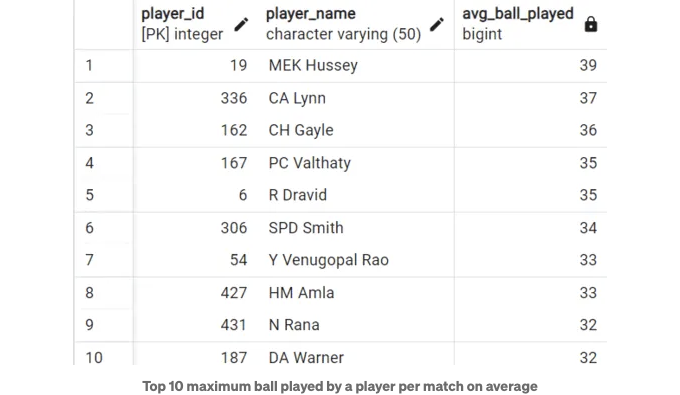 player_id player_name avg_ball_played
[PK] integer character varying (50) bigint
1 19 MEK Hussey 39
2 336 CA Lynn 37
3 162 CH Gayle 36
4 167 PC Valthaty 35
5 6 R Dravid 35
6 306 SPD Smith 34
7 54 Y Venugopal Rao 33
8 427 HM Amla 33
9 431 N Rana 32
10 187 DA Warner 32
Top 10 maximum ball played by a player per match on average